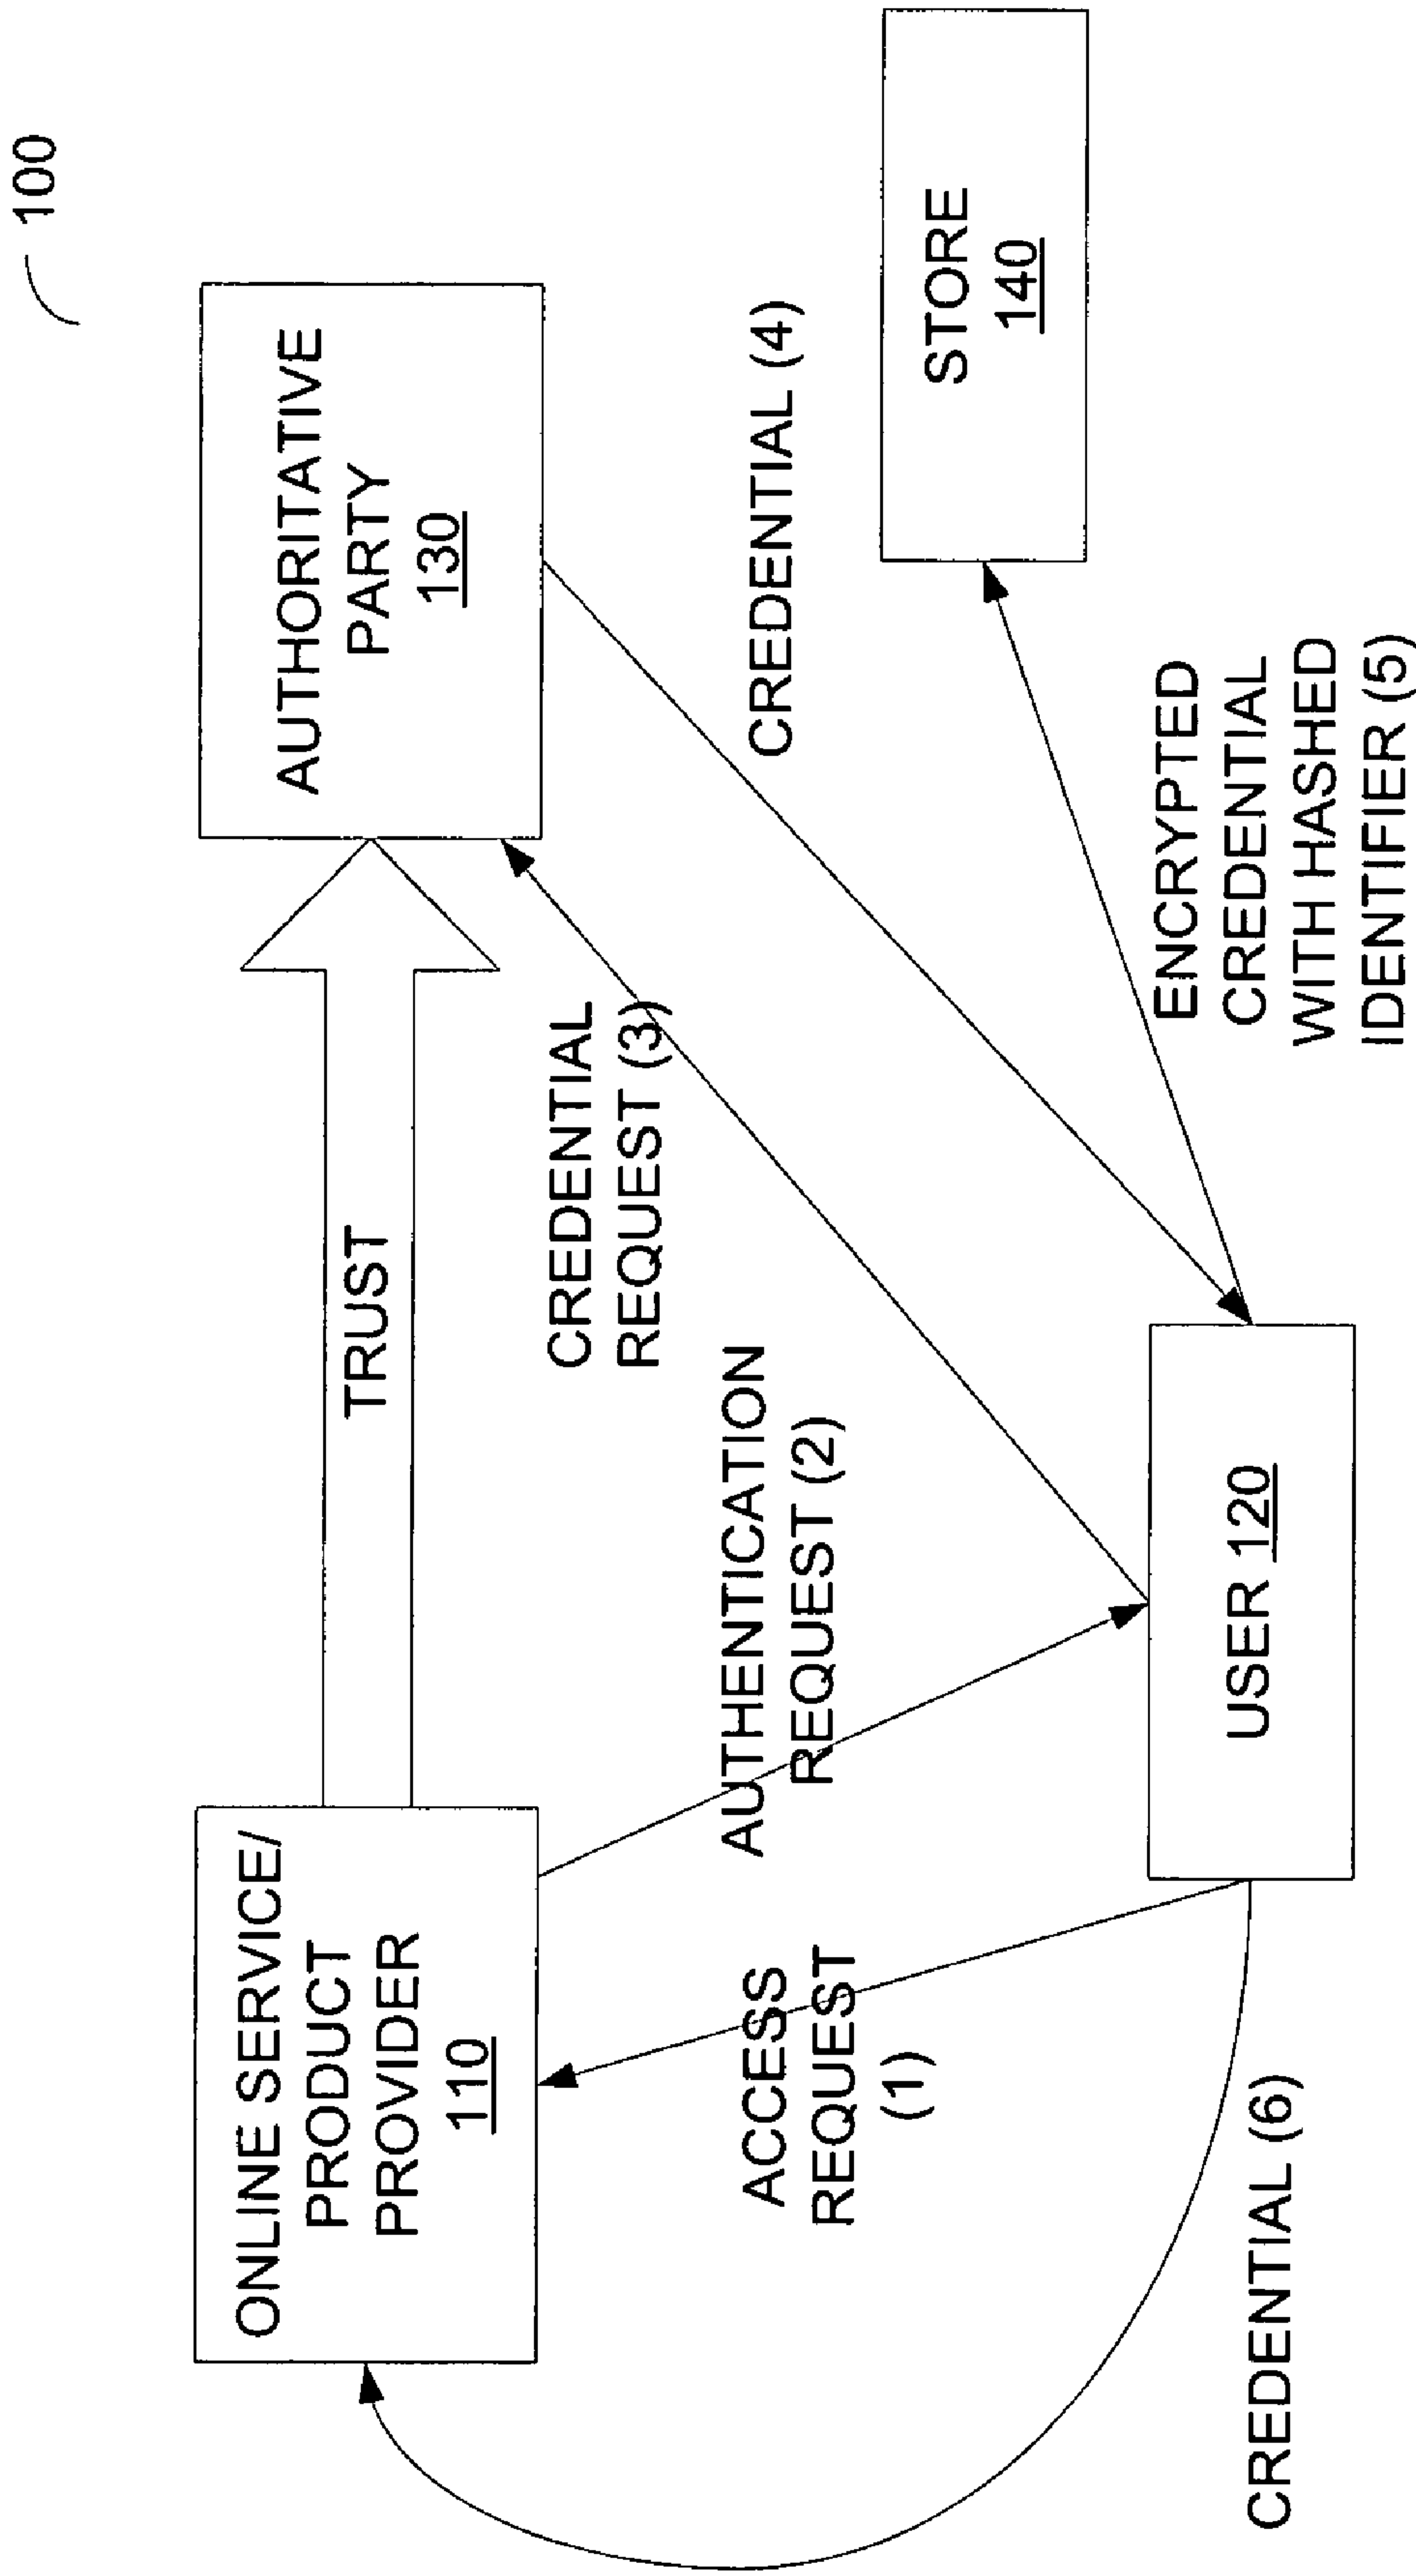 100
ONLINE SERVICE/
PRODUCT
PROVIDER
110
TRUST
AUTHORITATIVE
PARTY
130
CREDENTIAL
REQUEST (3)
AUTHENTICATION
REQUEST (2)
ACCESS
REQUEST
(1)
CREDENTIAL (4)
STORE
140
USER 120
ENCRYPTED
CREDENTIAL
WITH HASHED
IDENTIFIER (5)
CREDENTIAL (6)